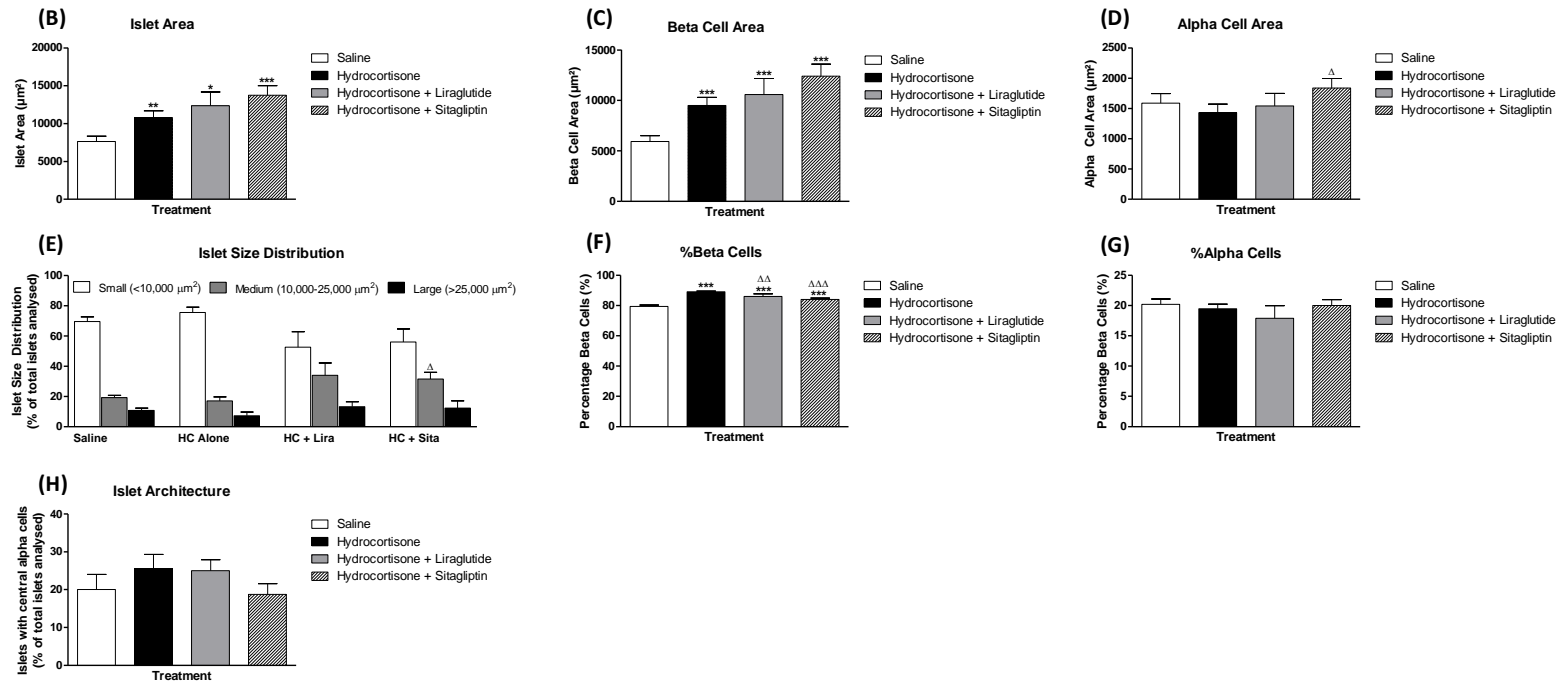 (B)
Islet Area
Islet Area (µm²)
20000
15000
10000
5000
0
** * ***
Treatment
Saline
Hydrocortisone
Hydrocortisone + Liraglutide
Hydrocortisone + Sitagliptin
(C)
Beta Cell Area
Beta Cell Area (µm²)
15000
10000
5000
0
*** *** ***
Treatment
Saline
Hydrocortisone
Hydrocortisone + Liraglutide
Hydrocortisone + Sitagliptin
(D)
Alpha Cell Area
Alpha Cell Area (µm²)
2500
2000
1500
1000
500
0
Δ
Treatment
Saline
Hydrocortisone
Hydrocortisone + Liraglutide
Hydrocortisone + Sitagliptin
(E)
Islet Size Distribution
Islet Size Distribution
(% of total islets analysed)
100
80
60
40
20
0
Small (<10,000 µm²) Medium (10,000-25,000 µm²) Large (>25,000 µm²)
Δ
Saline HC Alone HC + Lira HC + Sita
(F)
%Beta Cells
Percentage Beta Cells (%)
100
80
60
40
20
0
ΔΔ ΔΔΔ
*** *** ***
Treatment
Saline
Hydrocortisone
Hydrocortisone + Liraglutide
Hydrocortisone + Sitagliptin
(G)
%Alpha Cells
Percentage Beta Cells (%)
25
20
15
10
5
0
Treatment
Saline
Hydrocortisone
Hydrocortisone + Liraglutide
Hydrocortisone + Sitagliptin
(H)
Islet Architecture
Islets with central alpha cells
(% of total islets analysed)
40
30
20
10
0
Treatment
Saline
Hydrocortisone
Hydrocortisone + Liraglutide
Hydrocortisone + Sitagliptin